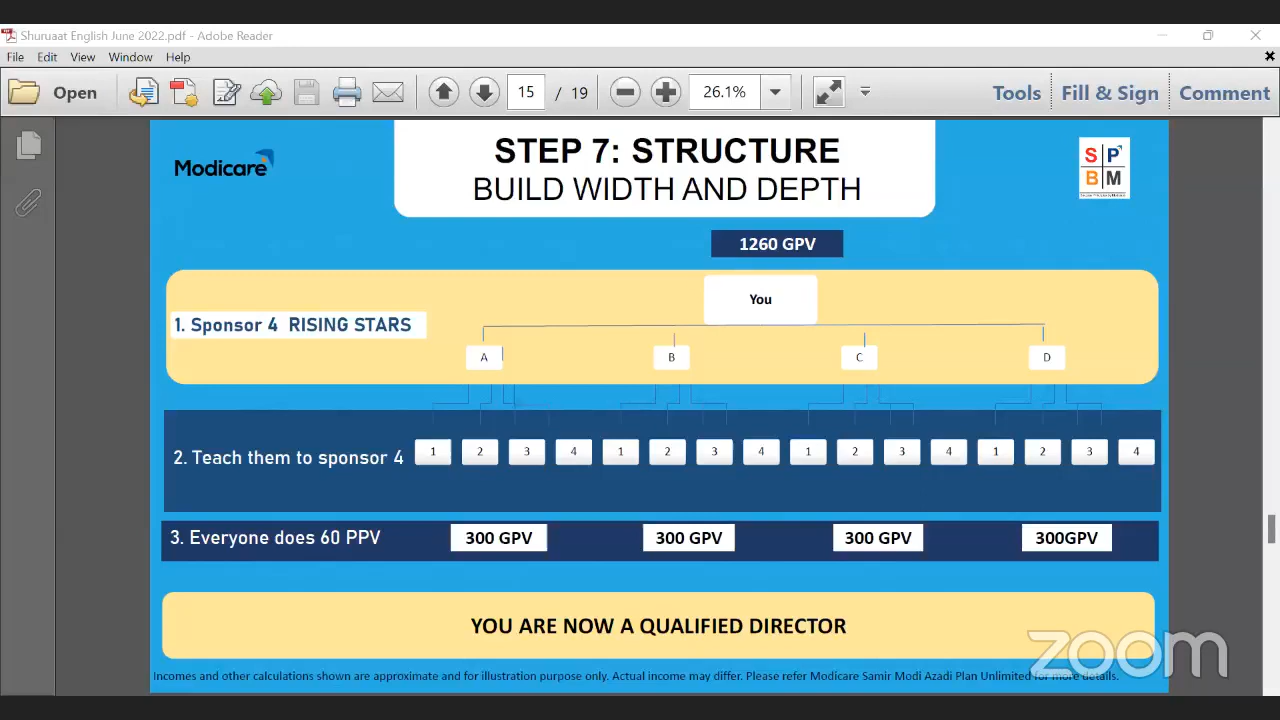 Shuruaat English June 2022.pdf - Adobe Reader
File Edit View Window Help
Open 15 / 19 26.1% Tools Fill & Sign Comment
Modicare
STEP 7: STRUCTURE
BUILD WIDTH AND DEPTH
S P
B M
1260 GPV
You
1. Sponsor 4 RISING STARS
A B C D
2. Teach them to sponsor 4 1 2 3 4 1 2 3 4 1 2 3 4 1 2 3 4
3. Everyone does 60 PPV 300 GPV 300 GPV 300 GPV 300GPV
YOU ARE NOW A QUALIFIED DIRECTOR
zoom
Incomes and other calculations shown are approximate and for illustration purpose only. Actual income may differ. Please refer Modicare Samir Modi Azadi Plan Unlimited for more details.